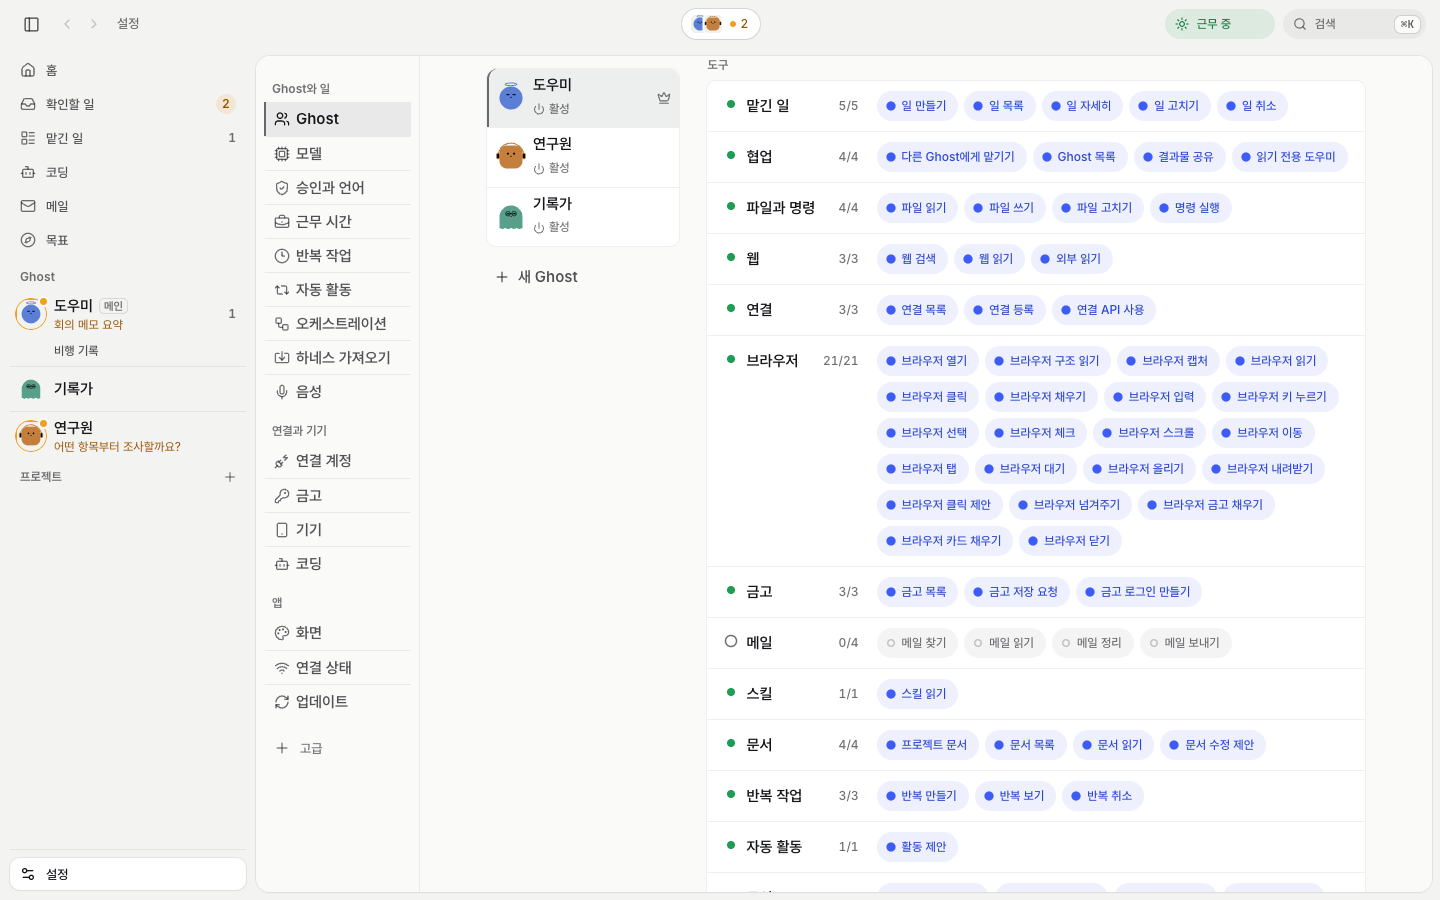 설정
2
근무 중
검색
⌘K
홈
확인할 일
2
맡긴 일
1
코딩
메일
목표
Ghost
도우미
메인
회의 메모 요약
1
비행 기록
기록가
연구원
어떤 항목부터 조사할까요?
프로젝트
설정
Ghost와 일
Ghost
모델
승인과 언어
근무 시간
반복 작업
자동 활동
오케스트레이션
하네스 가져오기
음성
연결과 기기
연결 계정
금고
기기
코딩
앱
화면
연결 상태
업데이트
고급
도우미
활성
연구원
활성
기록가
활성
새 Ghost
도구
맡긴 일 5/5 일 만들기 일 목록 일 자세히 일 고치기 일 취소
협업 4/4 다른 Ghost에게 맡기기 Ghost 목록 결과물 공유 읽기 전용 도우미
파일과 명령 4/4 파일 읽기 파일 쓰기 파일 고치기 명령 실행
웹 3/3 웹 검색 웹 읽기 외부 읽기
연결 3/3 연결 목록 연결 등록 연결 API 사용
브라우저 21/21 브라우저 열기 브라우저 구조 읽기 브라우저 캡처 브라우저 읽기
브라우저 클릭 브라우저 채우기 브라우저 입력 브라우저 키 누르기
브라우저 선택 브라우저 체크 브라우저 스크롤 브라우저 이동
브라우저 탭 브라우저 대기 브라우저 올리기 브라우저 내려받기
브라우저 클릭 제안 브라우저 넘겨주기 브라우저 금고 채우기
브라우저 카드 채우기 브라우저 닫기
금고 3/3 금고 목록 금고 저장 요청 금고 로그인 만들기
메일 0/4 메일 찾기 메일 읽기 메일 정리 메일 보내기
스킬 1/1 스킬 읽기
문서 4/4 프로젝트 문서 문서 목록 문서 읽기 문서 수정 제안
반복 작업 3/3 반복 만들기 반복 보기 반복 취소
자동 활동 1/1 활동 제안